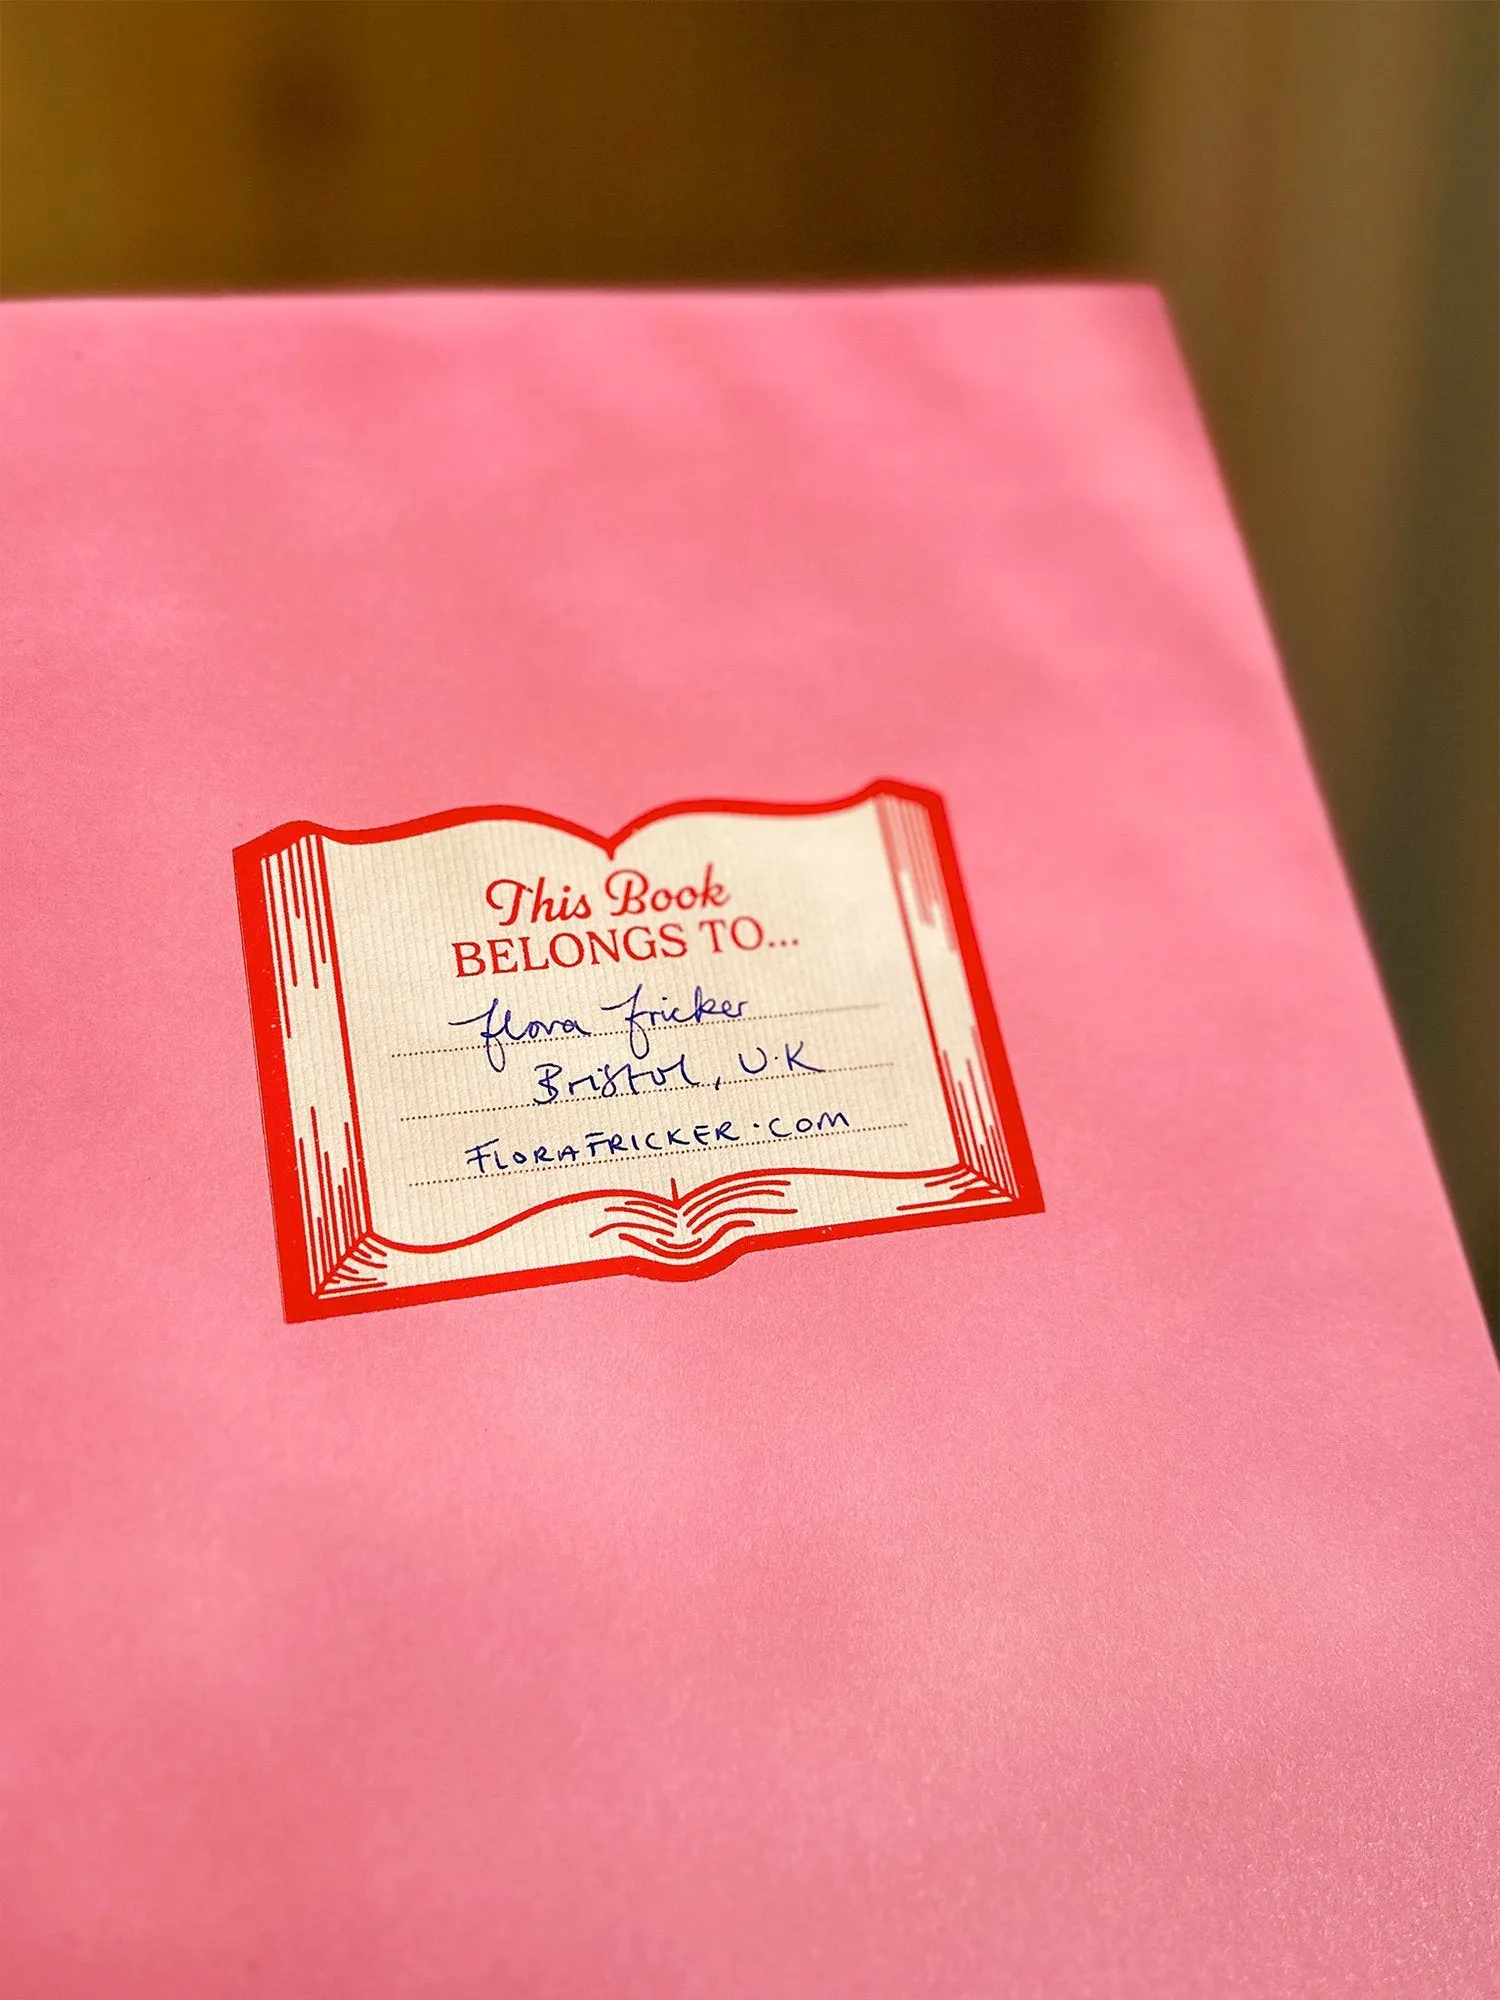 This Book
BELONGS TO...
Flora Fricker
Bristol, U.K
FLORAFRICKER.COM